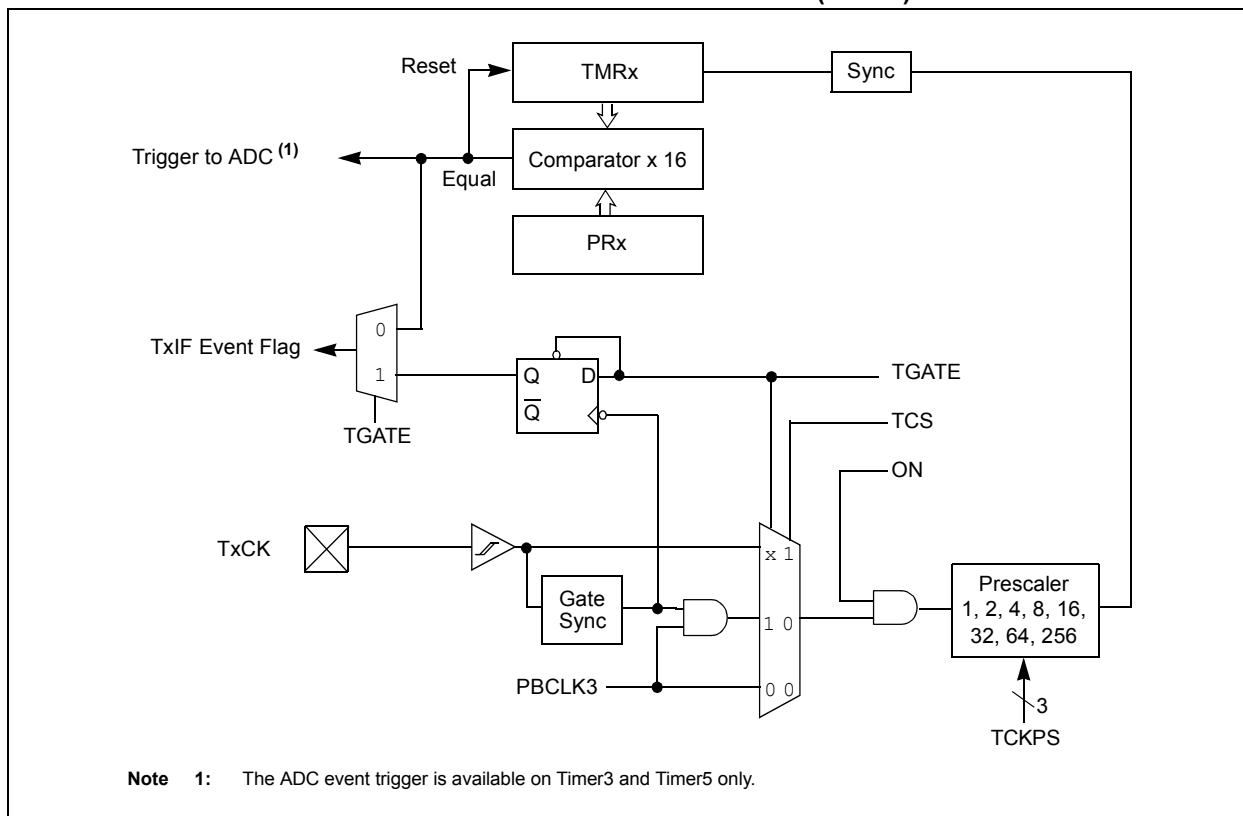 Reset
TMRx
Sync
Trigger to ADC (1)
Equal
Comparator x 16
PRx
TxIF Event Flag
0
1
TGATE
Q D
Q
TGATE
TCS
ON
TxCK
x 1
Gate
Sync
1 0
Prescaler
1, 2, 4, 8, 16,
32, 64, 256
PBCLK3
0 0
3
TCKPS
Note 1: The ADC event trigger is available on Timer3 and Timer5 only.